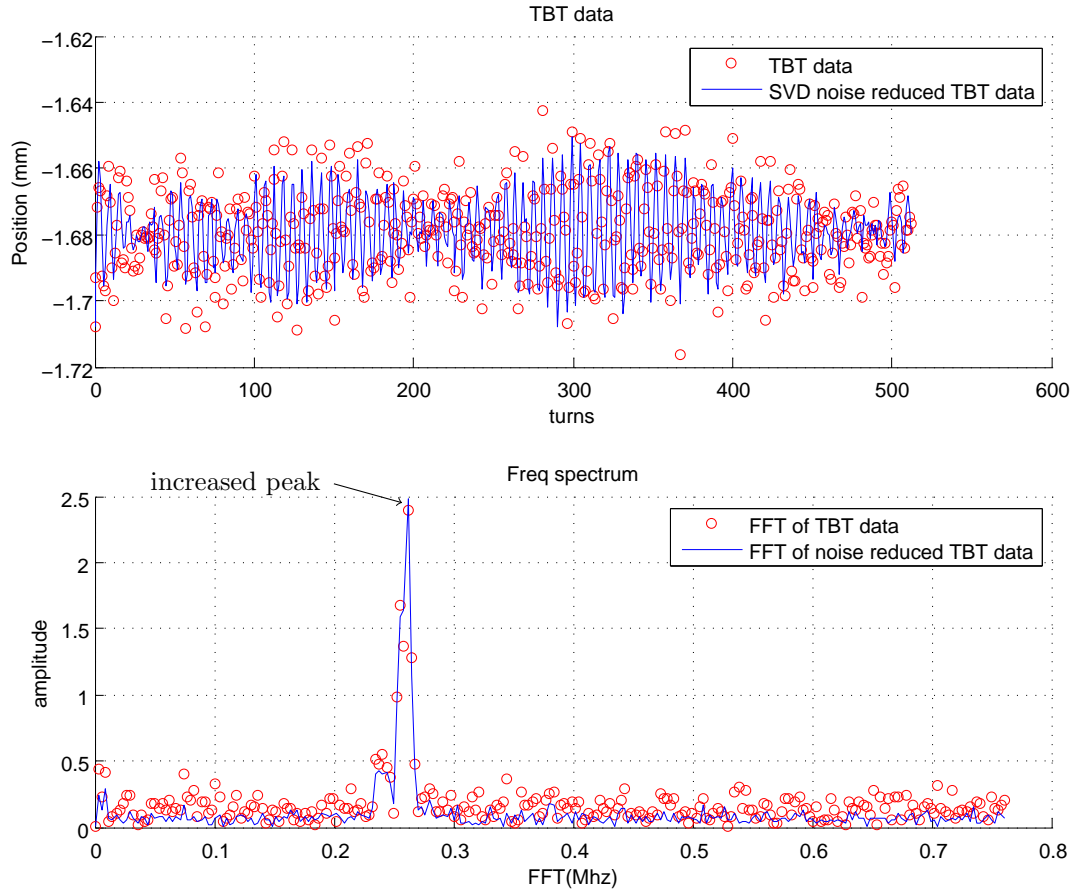 TBT data
−1.62
−1.64
−1.66
−1.68
−1.7
−1.72
Position (mm)
TBT data
SVD noise reduced TBT data
0 100 200 300 400 500 600
turns
increased peak
Freq spectrum
2.5
2
1.5
1
0.5
0
amplitude
FFT of TBT data
FFT of noise reduced TBT data
0 0.1 0.2 0.3 0.4 0.5 0.6 0.7 0.8
FFT(Mhz)